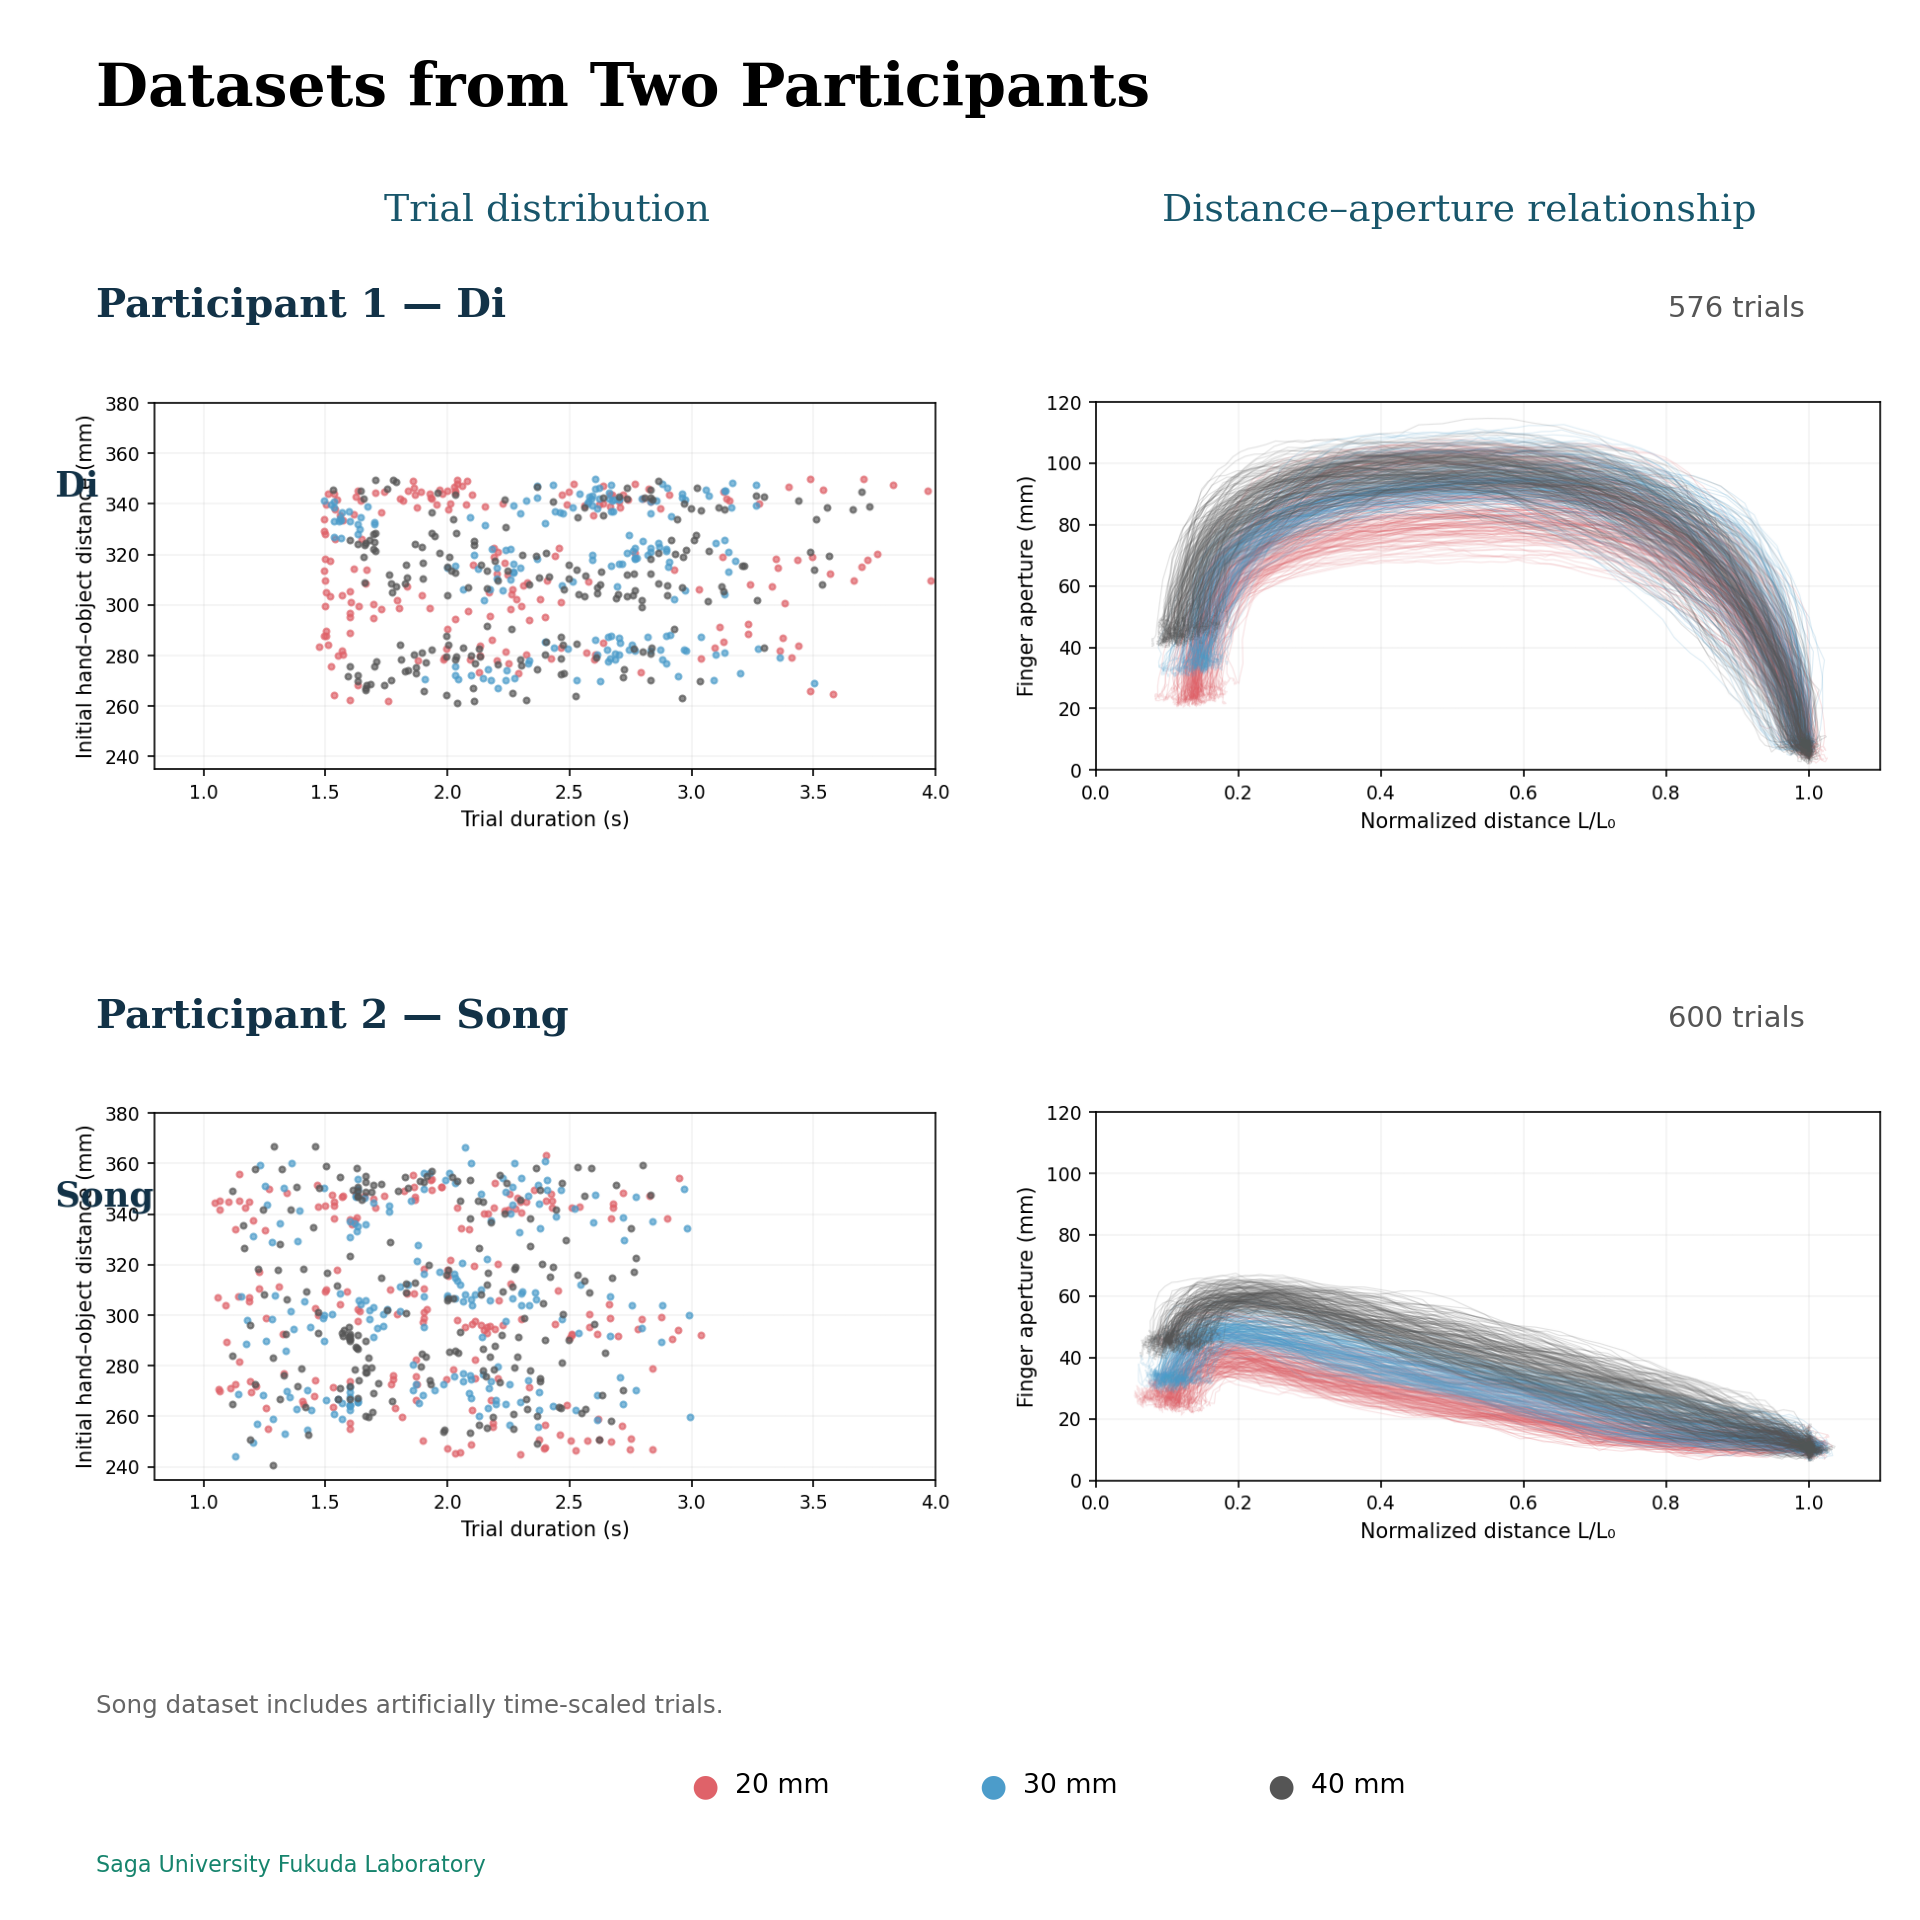 Datasets from Two Participants
Trial distribution
Distance–aperture relationship
Participant 1 — Di
576 trials
Di
Initial hand–object distance (mm)
380
360
340
320
300
280
260
240
1.0 1.5 2.0 2.5 3.0 3.5 4.0
Trial duration (s)
Finger aperture (mm)
120
100
80
60
40
20
0
0.0 0.2 0.4 0.6 0.8 1.0
Normalized distance L/L₀
Participant 2 — Song
600 trials
Song
Initial hand–object distance (mm)
380
360
340
320
300
280
260
240
1.0 1.5 2.0 2.5 3.0 3.5 4.0
Trial duration (s)
Finger aperture (mm)
120
100
80
60
40
20
0
0.0 0.2 0.4 0.6 0.8 1.0
Normalized distance L/L₀
Song dataset includes artificially time-scaled trials.
20 mm 30 mm 40 mm
Saga University Fukuda Laboratory